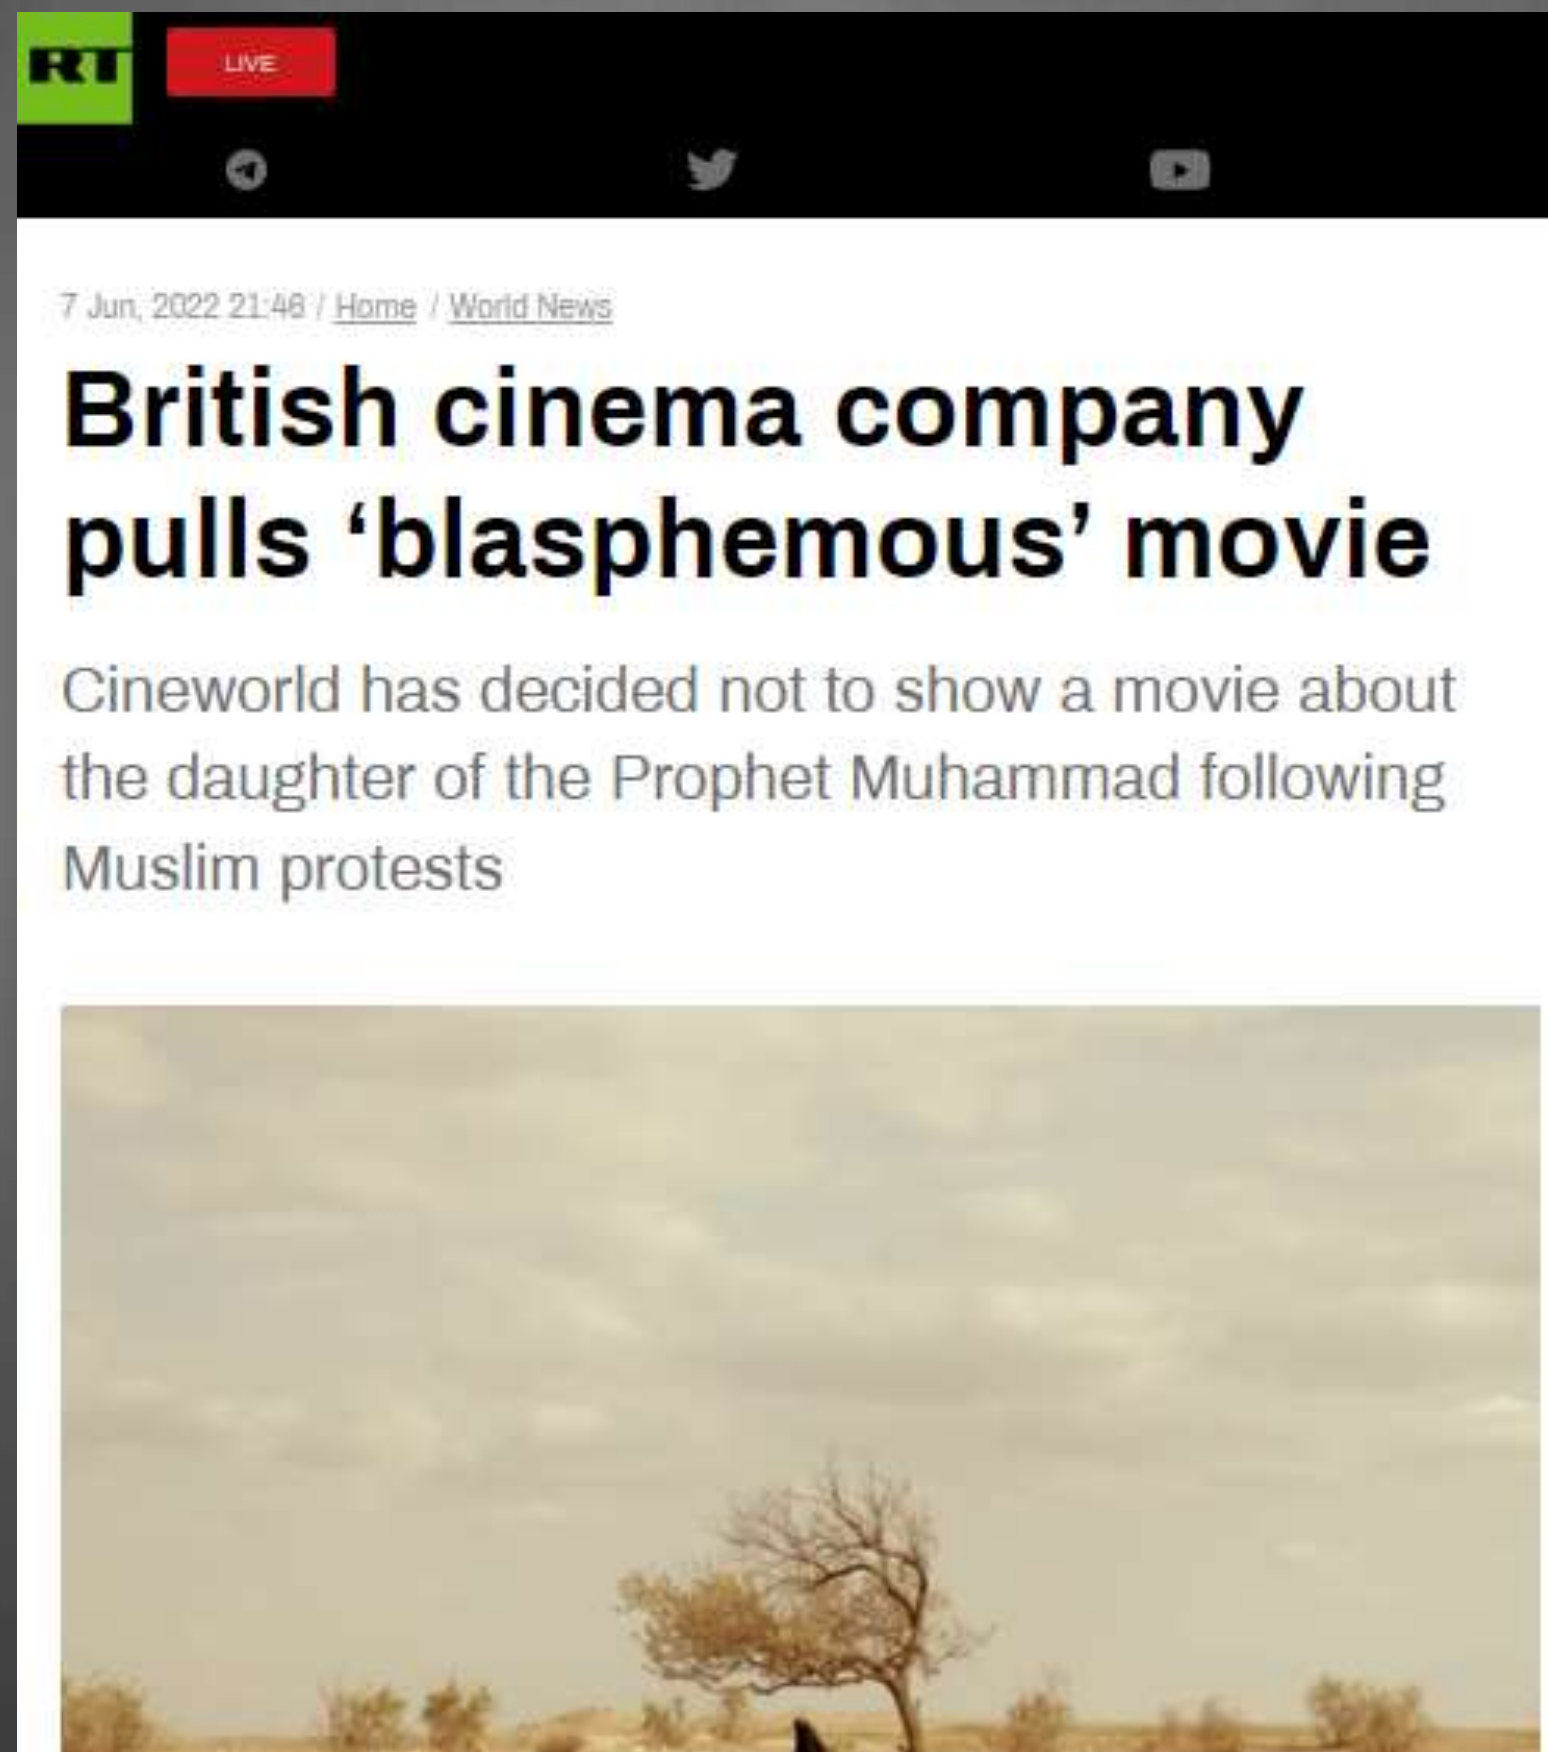 RT
LIVE
7 Jun, 2022 21:46 / Home / World News
British cinema company
pulls ‘blasphemous’ movie
Cineworld has decided not to show a movie about
the daughter of the Prophet Muhammad following
Muslim protests